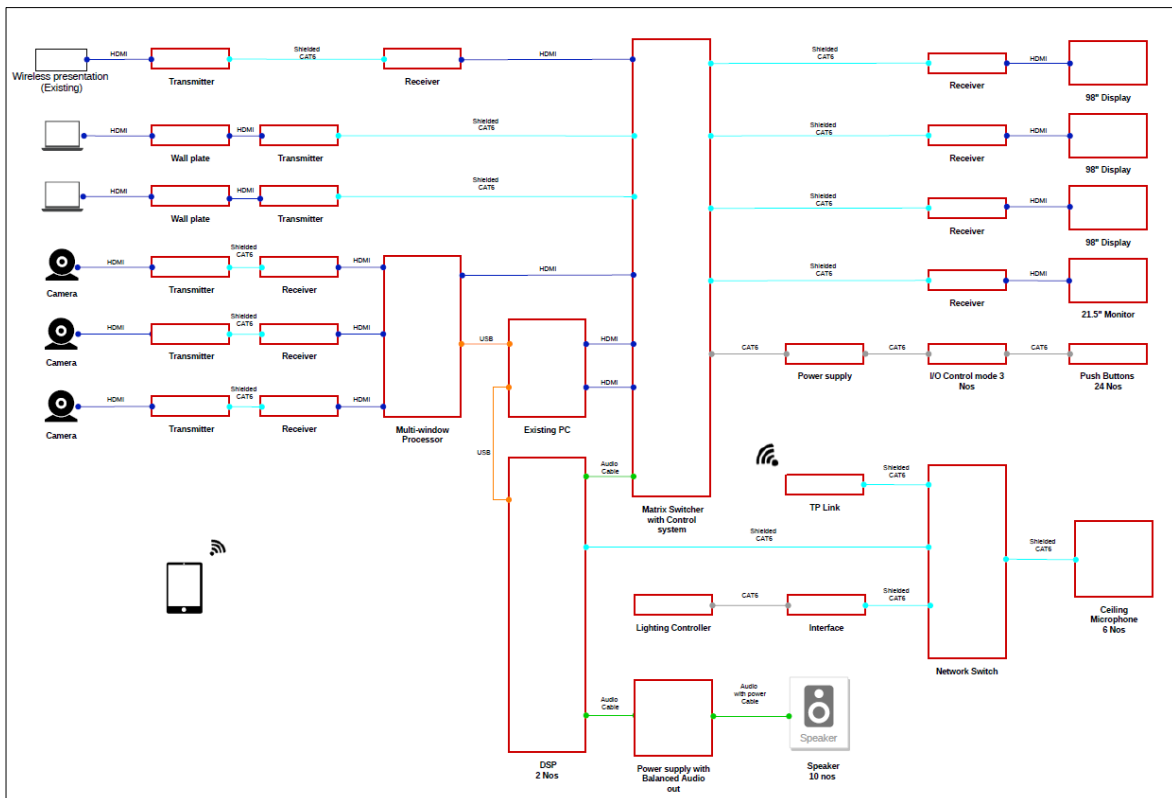 HDMI
Shielded
CAT6
HDMI
Shielded
CAT6
HDMI
Wireless presentation
(Existing)
Transmitter
Receiver
Receiver
98" Display
HDMI
HDMI
Shielded
CAT6
Shielded
CAT6
HDMI
Wall plate
Transmitter
Receiver
98" Display
HDMI
HDMI
Shielded
CAT6
Shielded
CAT6
HDMI
Wall plate
Transmitter
Receiver
98" Display
HDMI
Shielded
CAT6
HDMI
HDMI
Shielded
CAT6
HDMI
Camera
Transmitter
Receiver
Receiver
21.5" Monitor
HDMI
Shielded
CAT6
HDMI
USB
HDMI
CAT6
CAT6
CAT6
Camera
Transmitter
Receiver
HDMI
Power supply
I/O Control mode 3
Nos
Push Buttons
24 Nos
HDMI
Shielded
CAT6
HDMI
Camera
Transmitter
Receiver
Multi-window
Processor
Existing PC
USB
Audio
Cable
Matrix Switcher
with Control
system
Shielded
CAT6
TP Link
Shielded
CAT6
Shielded
CAT6
CAT6
Shielded
CAT6
Lighting Controller
Interface
Ceiling
Microphone
6 Nos
Network Switch
Audio
Cable
Audio
with power
Cable
Speaker
DSP
2 Nos
Power supply with
Balanced Audio
out
Speaker
10 nos